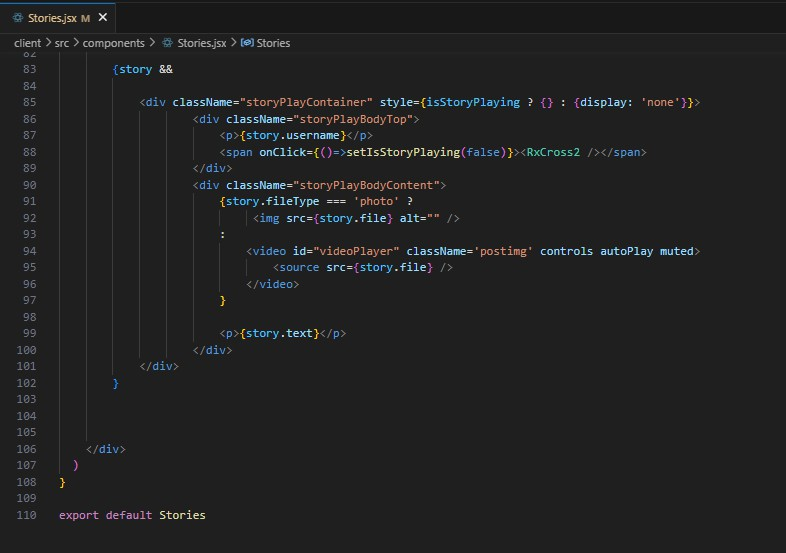 Stories.jsx M ×
client > src > components > Stories.jsx > Stories
82
83 {story &&
84
85 <div className="storyPlayContainer" style={isStoryPlaying ? {} : {display: 'none'}}>
86 <div className="storyPlayBodyTop">
87 <p>{story.username}</p>
88 <span onClick={()=>setIsStoryPlaying(false)}><RxCross2 /></span>
89 </div>
90 <div className="storyPlayBodyContent">
91 {story.fileType === 'photo' ?
92 <img src={story.file} alt="" />
93 :
94 <video id="videoPlayer" className='postimg' controls autoPlay muted>
95 <source src={story.file} />
96 </video>
97 }
98
99 <p>{story.text}</p>
100 </div>
101 </div>
102 }
103
104
105
106 </div>
107 )
108 }
109
110 export default Stories